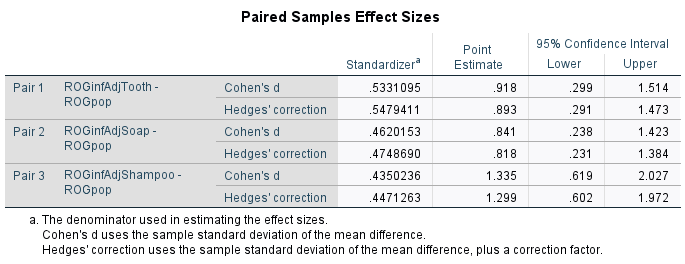 Paired Samples Effect Sizes
Standardizerᵃ Point Estimate 95% Confidence Interval
Lower Upper
Pair 1 ROGinfAdjTooth - ROGpop Cohen's d .5331095 .918 .299 1.514
Hedges' correction .5479411 .893 .291 1.473
Pair 2 ROGinfAdjSoap - ROGpop Cohen's d .4620153 .841 .238 1.423
Hedges' correction .4748690 .818 .231 1.384
Pair 3 ROGinfAdjShampoo - ROGpop Cohen's d .4350236 1.335 .619 2.027
Hedges' correction .4471263 1.299 .602 1.972
a. The denominator used in estimating the effect sizes.
Cohen's d uses the sample standard deviation of the mean difference.
Hedges' correction uses the sample standard deviation of the mean difference, plus a correction factor.